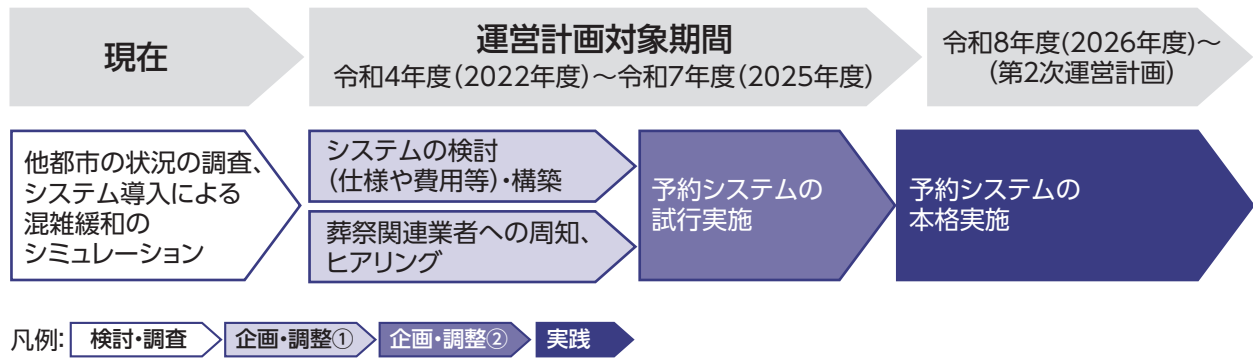 現在
運営計画対象期間
令和4年度(2022年度)～令和7年度(2025年度)
令和8年度(2026年度)～
(第2次運営計画)
他都市の状況の調査、
システム導入による
混雑緩和の
シミュレーション
システムの検討
(仕様や費用等)・構築
葬祭関連業者への周知、
ヒアリング
予約システムの
試行実施
予約システムの
本格実施
凡例: 検討・調査 企画・調整① 企画・調整② 実践